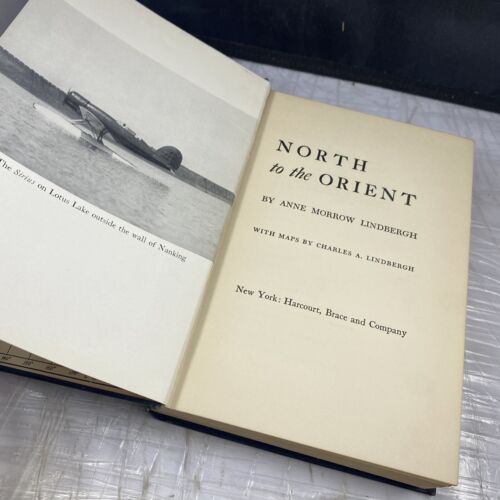 The Sirius on Lotus Lake outside the wall of Nanking
NORTH
to the ORIENT
BY ANNE MORROW LINDBERGH
WITH MAPS BY CHARLES A. LINDBERGH
New York: Harcourt, Brace and Company